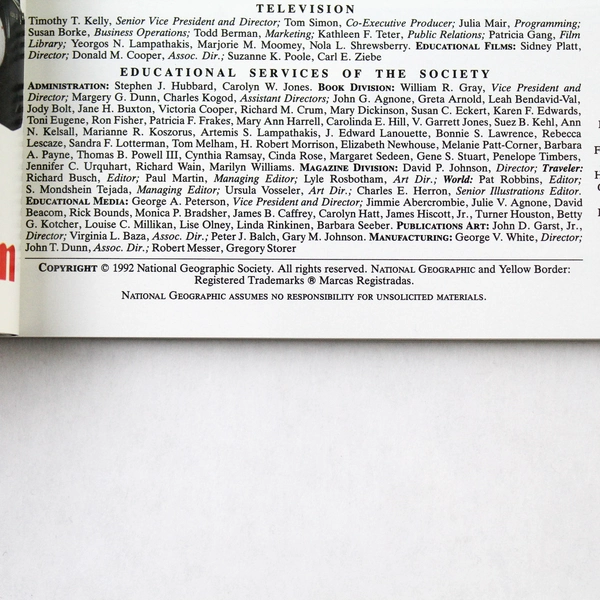 TELEVISION
Timothy T. Kelly, Senior Vice President and Director; Tom Simon, Co-Executive Producer; Julia Mair, Programming;
Susan Borke, Business Operations; Todd Berman, Marketing; Kathleen F. Teter, Public Relations; Patricia Gang, Film
Library; Yeorgos N. Lampathakis, Marjorie M. Moomey, Nola L. Shrewsberry. EDUCATIONAL FILMS: Sidney Platt,
Director; Donald M. Cooper, Assoc. Dir.; Suzanne K. Poole, Carl E. Ziebe
EDUCATIONAL SERVICES OF THE SOCIETY
ADMINISTRATION: Stephen J. Hubbard, Carolyn W. Jones. BOOK DIVISION: William R. Gray, Vice President and
Director; Margery G. Dunn, Charles Kogod, Assistant Directors; John G. Agnone, Greta Arnold, Leah Bendavid-Val,
Jody Bolt, Jane H. Buxton, Victoria Cooper, Richard M. Crum, Mary Dickinson, Susan C. Eckert, Karen F. Edwards,
Toni Eugene, Ron Fisher, Patricia F. Frakes, Mary Ann Harrell, Carolinda E. Hill, V. Garrett Jones, Suez B. Kehl, Ann
N. Kelsall, Marianne R. Koszorus, Artemis S. Lampathakis, J. Edward Lanouette, Bonnie S. Lawrence, Rebecca
Lescaze, Sandra F. Lotterman, Tom Melham, H. Robert Morrison, Elizabeth Newhouse, Melanie Patt-Corner, Barbara
A. Payne, Thomas B. Powell III, Cynthia Ramsay, Cinda Rose, Margaret Sedeen, Gene S. Stuart, Penelope Timbers,
Jennifer C. Urquhart, Richard Wain, Marilyn Williams. MAGAZINE DIVISION: David P. Johnson, Director; Traveler:
Richard Busch, Editor; Paul Martin, Managing Editor; Lyle Rosbotham, Art Dir.; World: Pat Robbins, Editor;
S. Mondshein Tejada, Managing Editor; Ursula Vosseler, Art Dir.; Charles E. Herron, Senior Illustrations Editor.
EDUCATIONAL MEDIA: George A. Peterson, Vice President and Director; Jimmie Abercrombie, Julie V. Agnone, David
Beacom, Rick Bounds, Monica P. Bradsher, James B. Caffrey, Carolyn Hatt, James Hiscott, Jr., Turner Houston, Betty
G. Kotcher, Louise C. Millikan, Lise Olney, Linda Rinkinen, Barbara Seeber. PUBLICATIONS ART: John D. Garst, Jr.,
Director; Virginia L. Baza, Assoc. Dir.; Peter J. Balch, Gary M. Johnson. MANUFACTURING: George V. White, Director;
John T. Dunn, Assoc. Dir.; Robert Messer, Gregory Storer
COPYRIGHT © 1992 National Geographic Society. All rights reserved. NATIONAL GEOGRAPHIC and Yellow Border:
Registered Trademarks ® Marcas Registradas.
NATIONAL GEOGRAPHIC ASSUMES NO RESPONSIBILITY FOR UNSOLICITED MATERIALS.